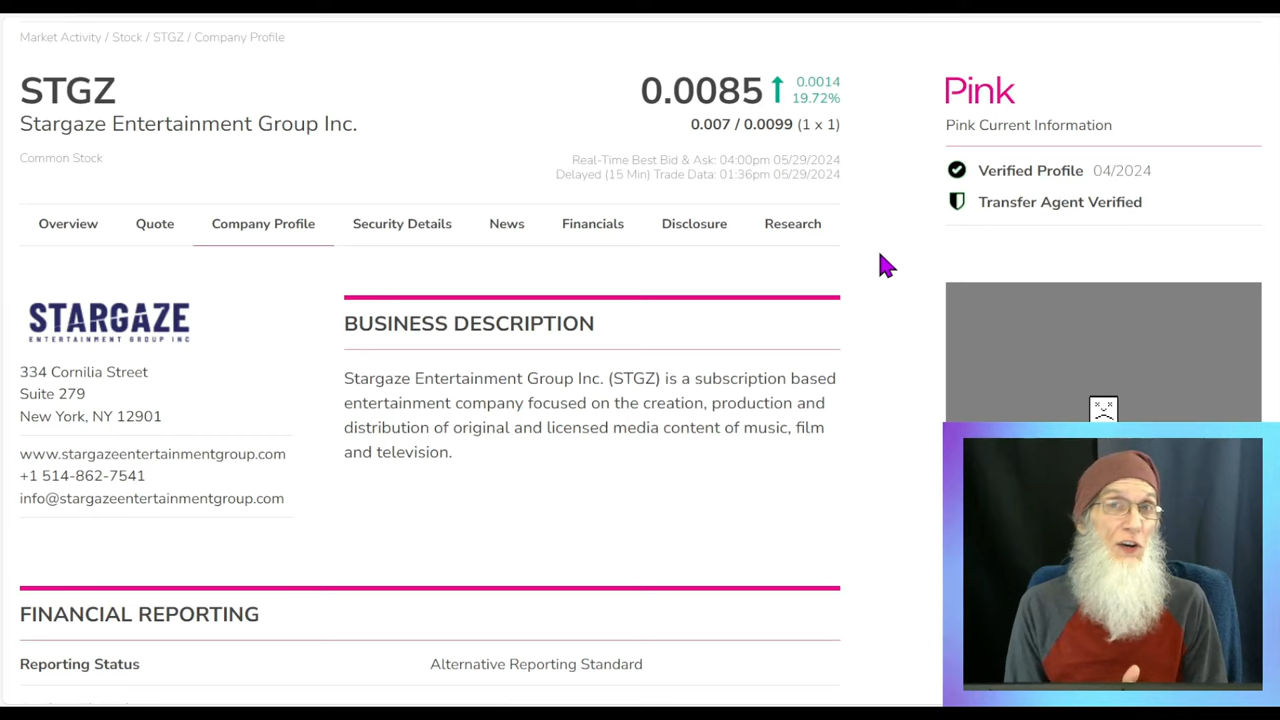 Market Activity / Stock / STGZ / Company Profile
STGZ
Stargaze Entertainment Group Inc.
Common Stock
0.0085 0.0014
19.72%
0.007 / 0.0099 (1 x 1)
Real-Time Best Bid & Ask: 04:00pm 05/29/2024
Delayed (15 Min) Trade Data: 01:36pm 05/29/2024
Pink
Pink Current Information
Verified Profile 04/2024
Transfer Agent Verified
Overview Quote Company Profile Security Details News Financials Disclosure Research
STARGAZE
ENTERTAINMENT GROUP INC
334 Cornilia Street
Suite 279
New York, NY 12901
www.stargazeentertainmentgroup.com
+1 514-862-7541
info@stargazeentertainmentgroup.com
BUSINESS DESCRIPTION
Stargaze Entertainment Group Inc. (STGZ) is a subscription based
entertainment company focused on the creation, production and
distribution of original and licensed media content of music, film
and television.
FINANCIAL REPORTING
Reporting Status Alternative Reporting Standard